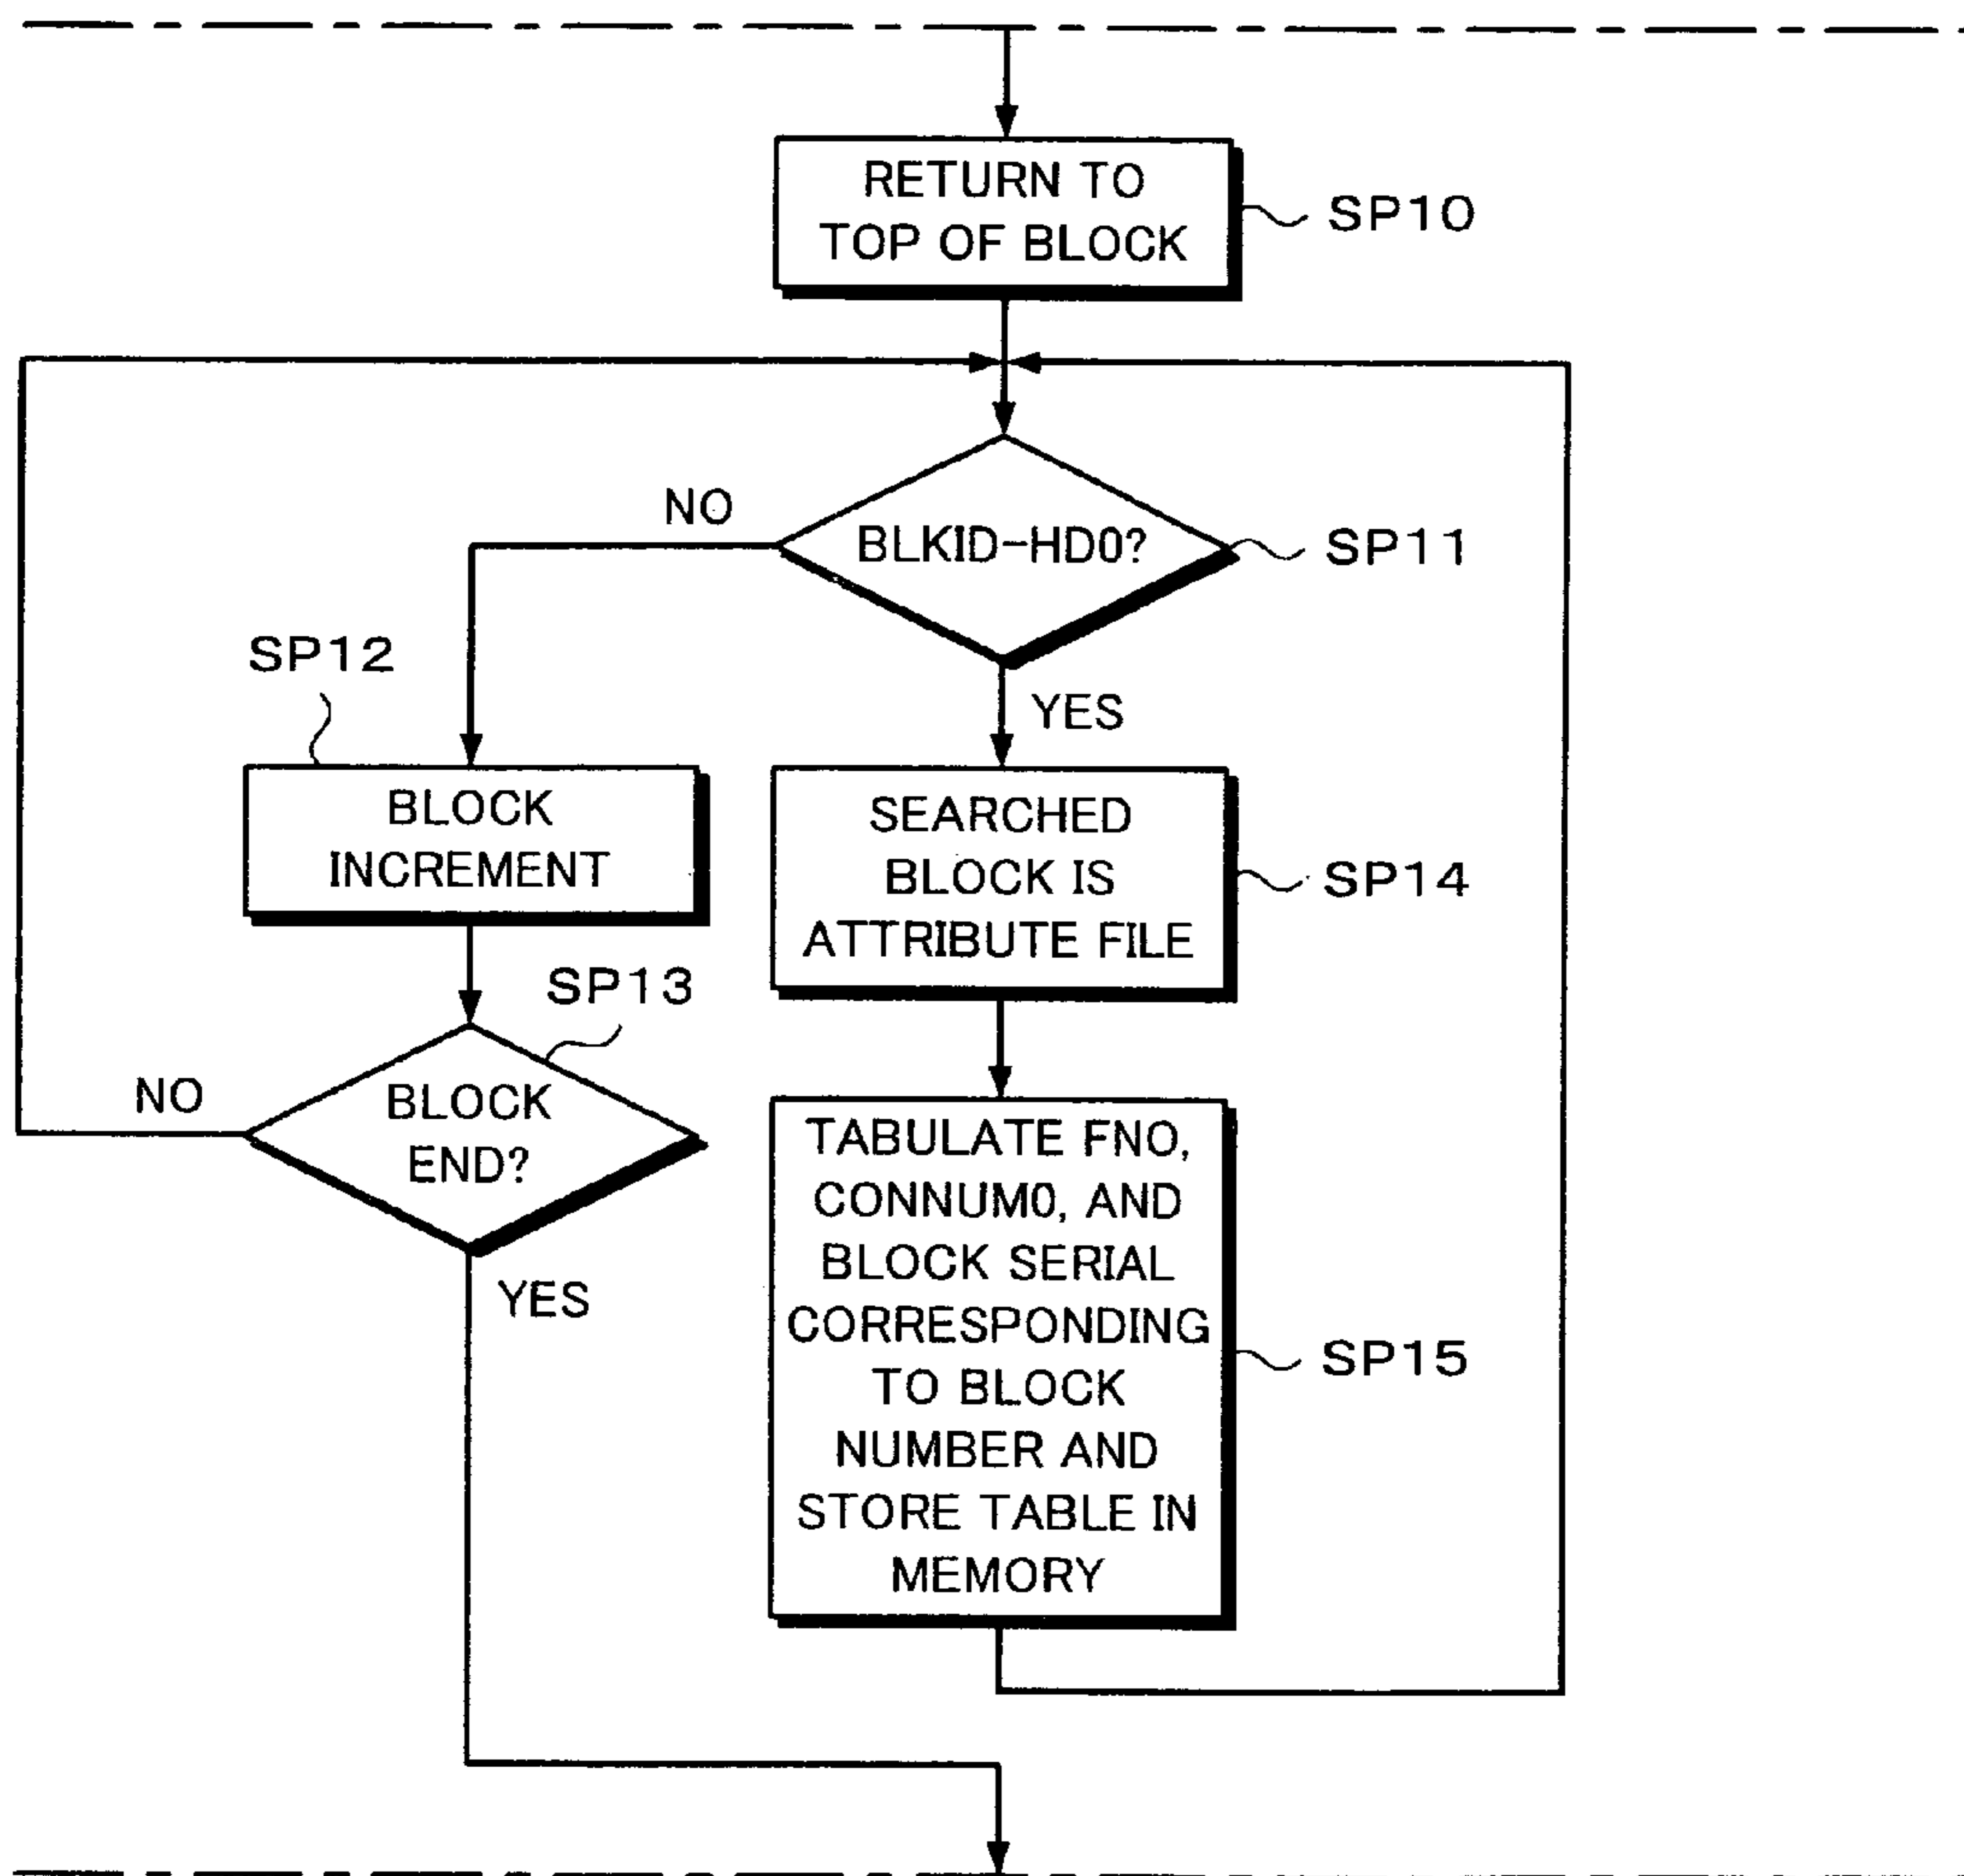 RETURN TO
TOP OF BLOCK
SP10
NO
BLKID-HD0?
SP11
YES
SP12
BLOCK
INCREMENT
SEARCHED
BLOCK IS
ATTRIBUTE FILE
SP14
SP13
NO
BLOCK
END?
YES
TABULATE FNO,
CONNUM0, AND
BLOCK SERIAL
CORRESPONDING
TO BLOCK
NUMBER AND
STORE TABLE IN
MEMORY
SP15